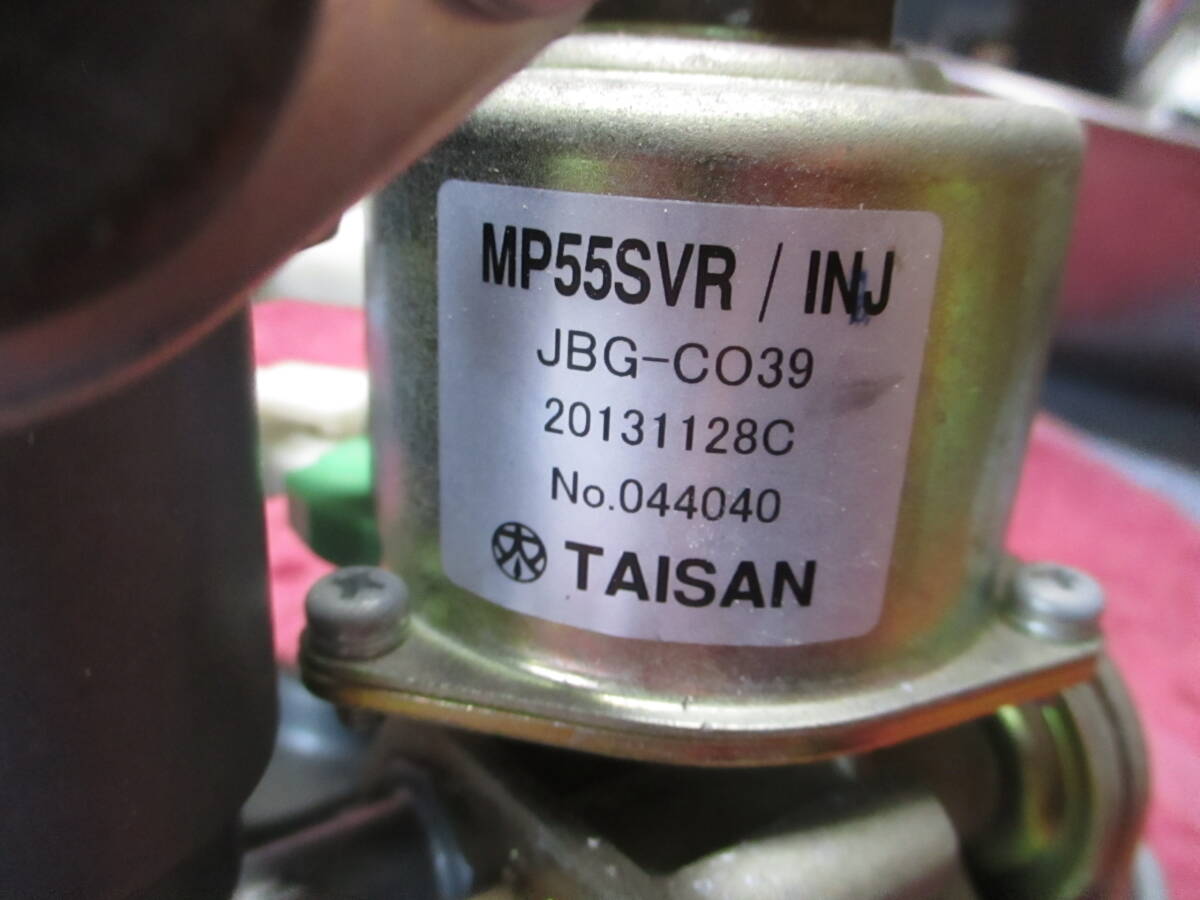 MP55SVR / INJ
JBG-CO39
20131128C
No.044040
TAISAN